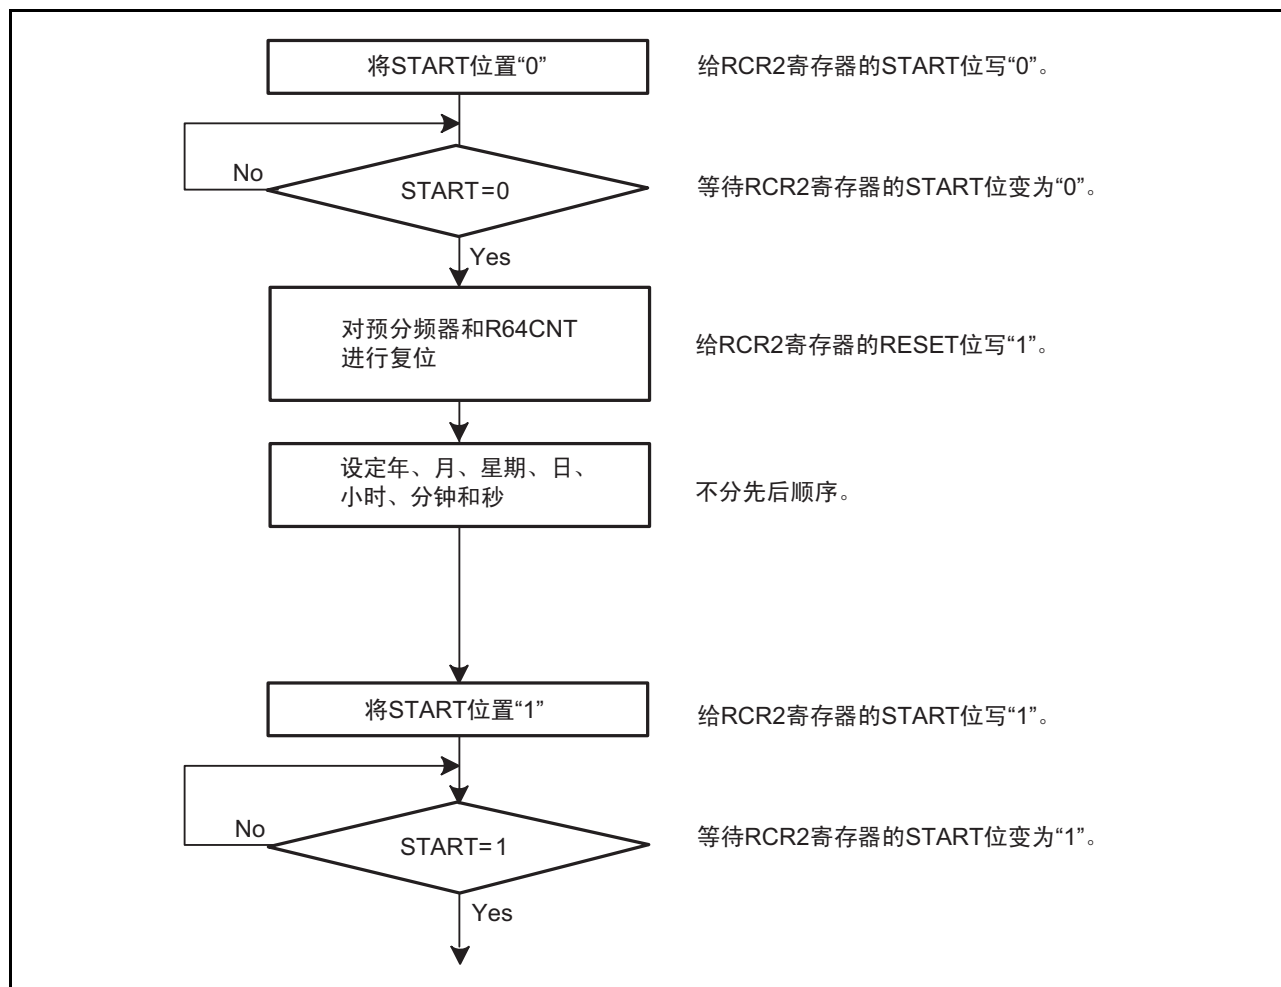 将START位置“0”
给RCR2寄存器的START位写“0”。
No
START=0
等待RCR2寄存器的START位变为“0”。
Yes
对预分频器和R64CNT
进行复位
给RCR2寄存器的RESET位写“1”。
设定年、月、星期、日、
小时、分钟和秒
不分先后顺序。
将START位置“1”
给RCR2寄存器的START位写“1”。
No
START=1
等待RCR2寄存器的START位变为“1”。
Yes